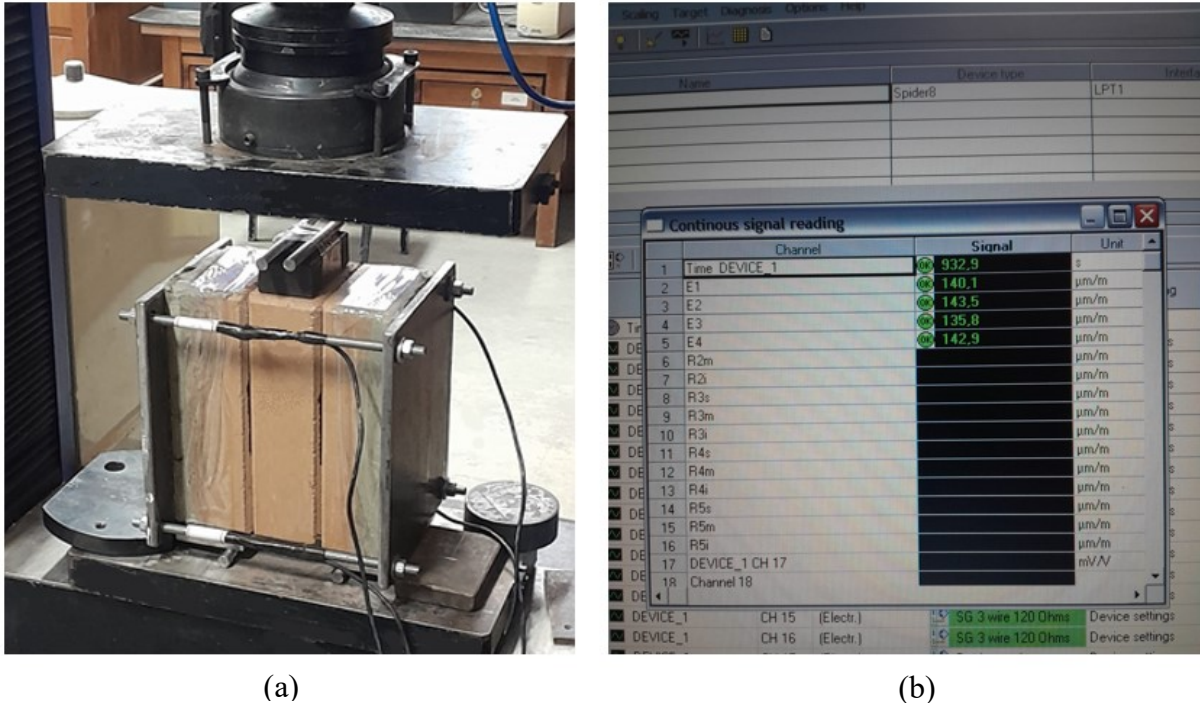 Scaling Target Diagnosis Options Help
Name Device type
Spider8 LPT1
Continous signal reading
Channel Signal Unit
1 Time DEVICE_1 OK 932,9 s
2 E1 OK 140,1 µm/m
3 E2 OK 143,5 µm/m
4 E3 OK 135,8 µm/m
5 E4 OK 142,9 µm/m
6 R2m µm/m
7 R2i µm/m
8 R3s µm/m
9 R3m µm/m
10 R3i µm/m
11 R4s µm/m
12 R4m µm/m
13 R4i µm/m
14 R5s µm/m
15 R5m µm/m
16 R5i µm/m
17 DEVICE_1 CH 17 mV/V
18 Channel 18
DEVICE_1 CH 15 (Electr.) SG 3 wire 120 Ohms Device settings
DEVICE_1 CH 16 (Electr.) SG 3 wire 120 Ohms Device settings
(a) (b)